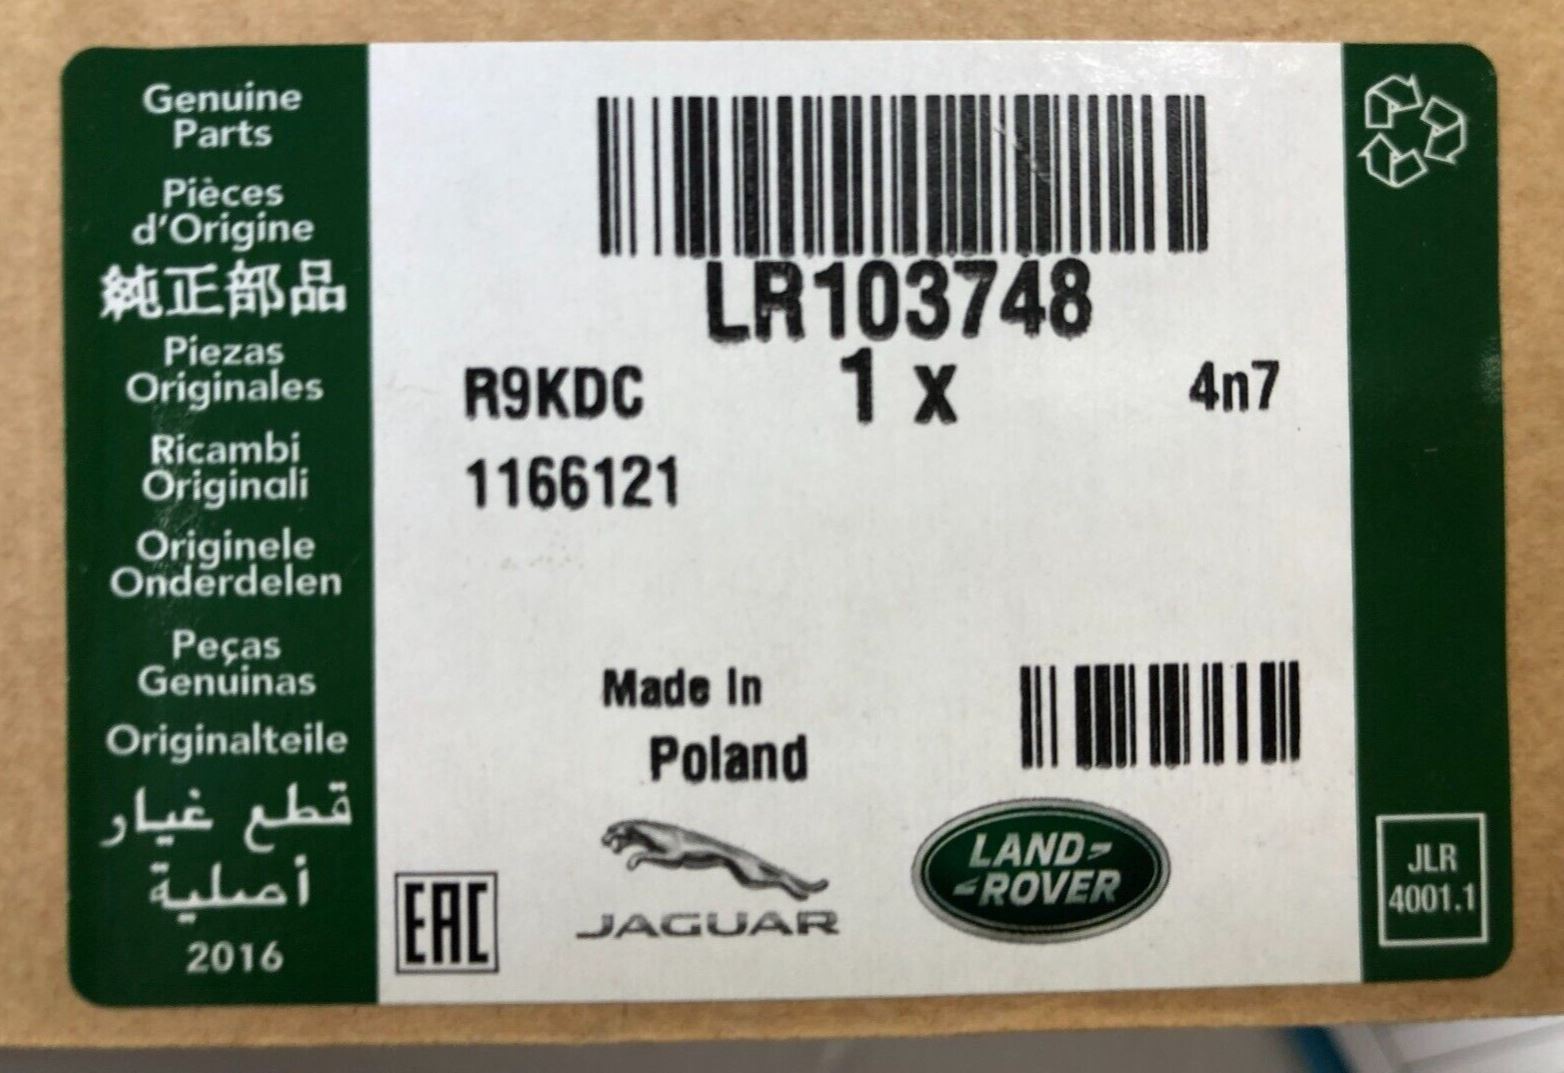 Genuine
Parts
Pièces
d'Origine
純正部品
Piezas
Originales
Ricambi
Originali
Originele
Onderdelen
Peças
Genuinas
Originalteile
قطع غيار
أصلية
2016
LR103748
R9KDC 1 x 4n7
1166121
Made In
Poland
EAC
JAGUAR
LAND
ROVER
JLR
4001.1